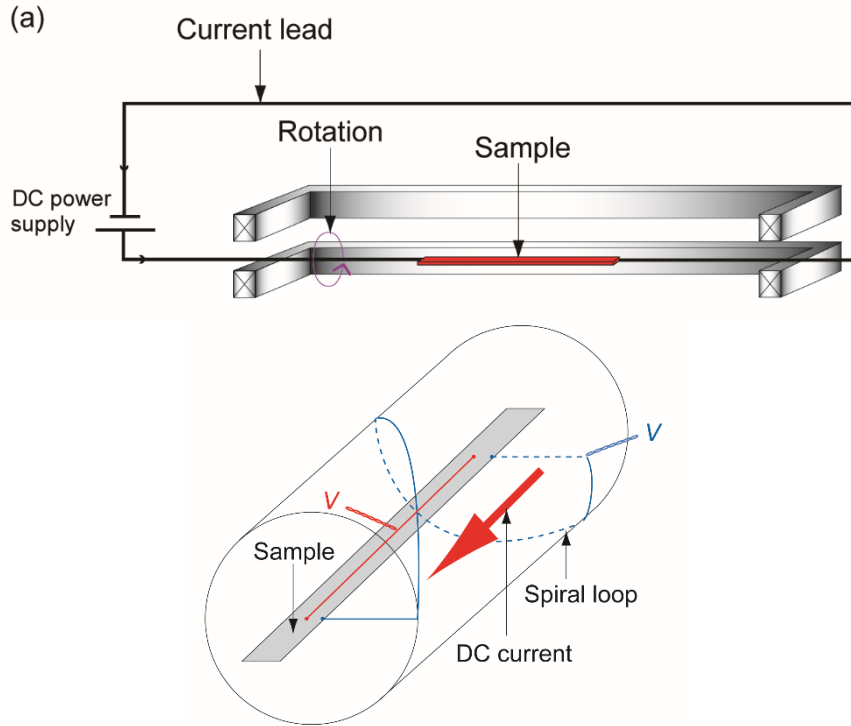 (a)
Current lead
Rotation
Sample
DC power
supply
V
V
Sample
Spiral loop
DC current